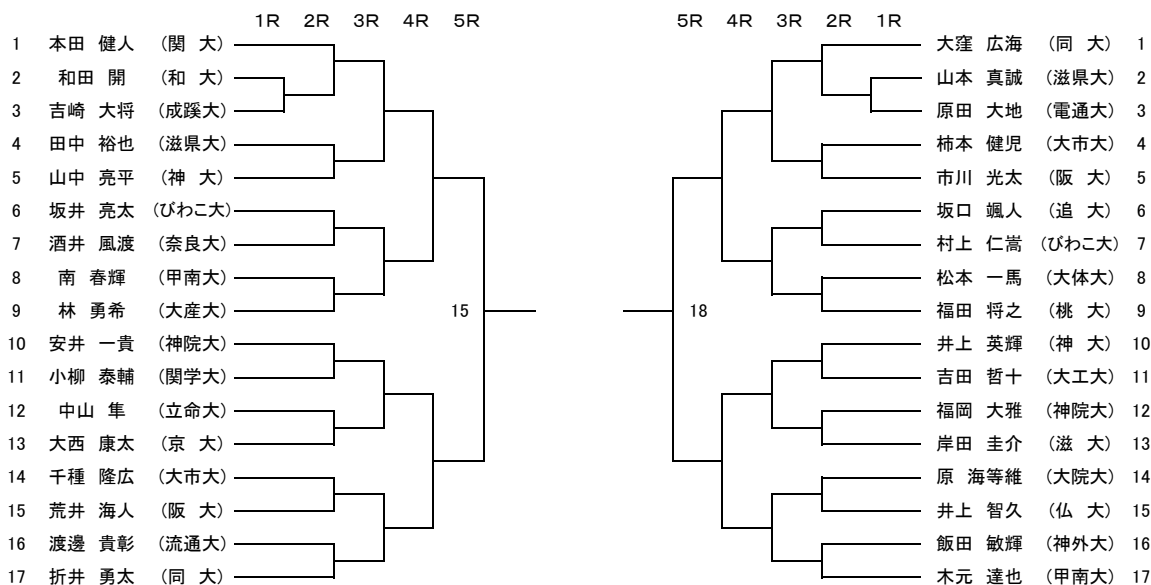 1R 2R 3R 4R 5R
1 本田 健人 (関 大)
2 和田 開 (和 大)
3 吉崎 大将 (成蹊大)
4 田中 裕也 (滋県大)
5 山中 亮平 (神 大)
6 坂井 亮太 (びわこ大)
7 酒井 風渡 (奈良大)
8 南 春輝 (甲南大)
9 林 勇希 (大産大)
10 安井 一貴 (神院大)
11 小柳 泰輔 (関学大)
12 中山 隼 (立命大)
13 大西 康太 (京 大)
14 千種 隆広 (大市大)
15 荒井 海人 (阪 大)
16 渡邊 貴彰 (流通大)
17 折井 勇太 (同 大)
15
5R 4R 3R 2R 1R
大窪 広海 (同 大) 1
山本 真誠 (滋県大) 2
原田 大地 (電通大) 3
柿本 健児 (大市大) 4
市川 光太 (阪 大) 5
坂口 颯人 (追 大) 6
村上 仁嵩 (びわこ大) 7
松本 一馬 (大体大) 8
福田 将之 (桃 大) 9
井上 英輝 (神 大) 10
吉田 哲十 (大工大) 11
福岡 大雅 (神院大) 12
岸田 圭介 (滋 大) 13
原 海等維 (大院大) 14
井上 智久 (仏 大) 15
飯田 敏輝 (神外大) 16
木元 達也 (甲南大) 17
18